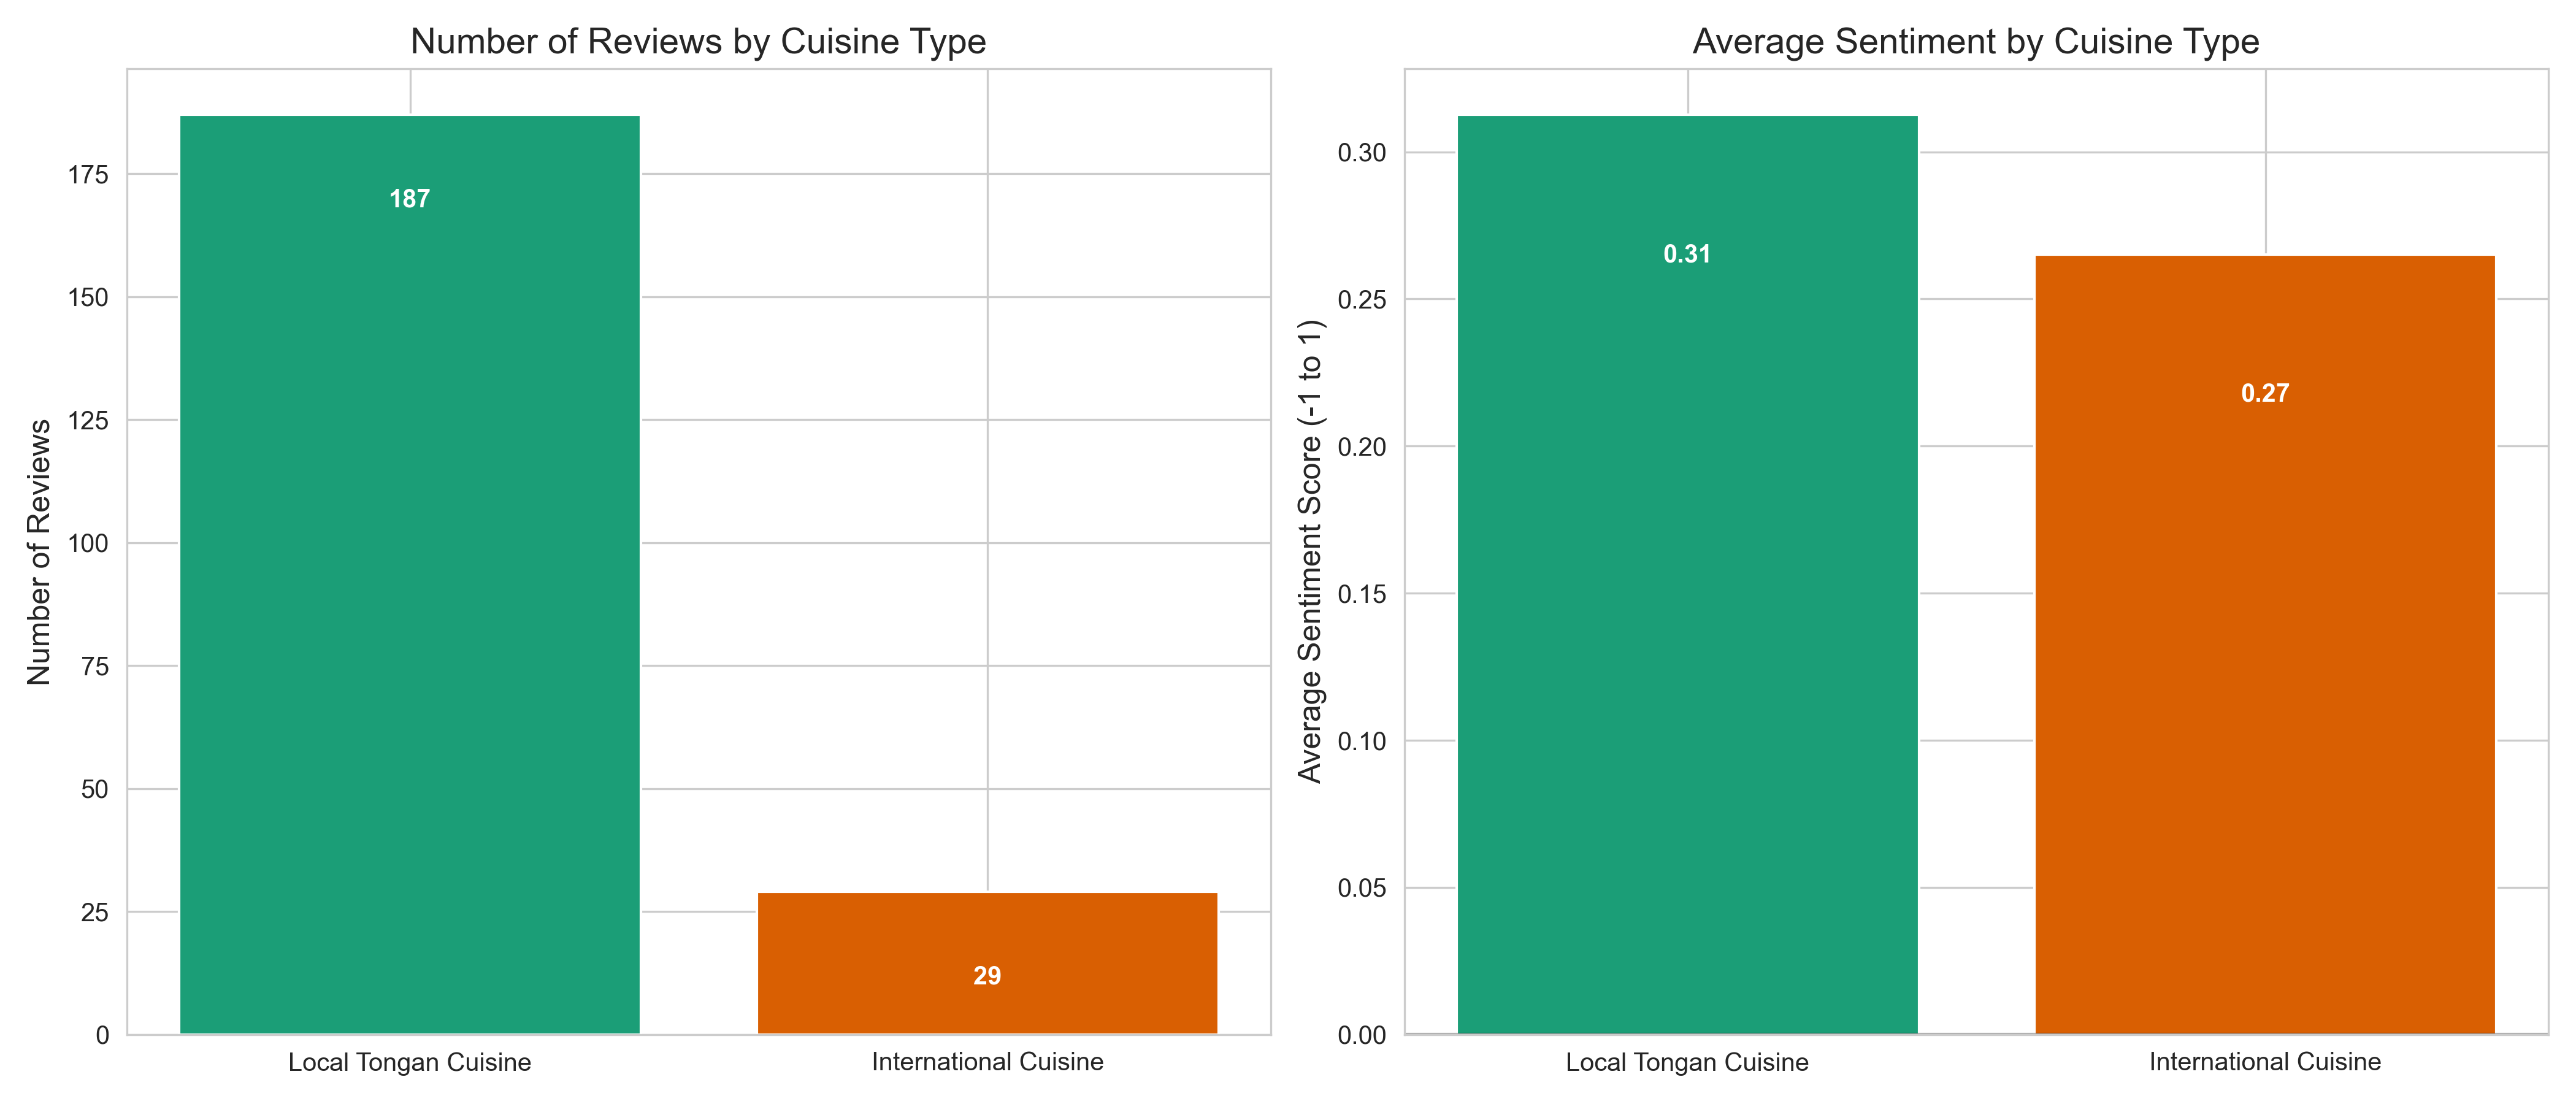 Number of Reviews by Cuisine Type
Number of Reviews
175
150
125
100
75
50
25
0
187
29
Local Tongan Cuisine
International Cuisine
Average Sentiment by Cuisine Type
Average Sentiment Score (-1 to 1)
0.30
0.25
0.20
0.15
0.10
0.05
0.00
0.31
0.27
Local Tongan Cuisine
International Cuisine